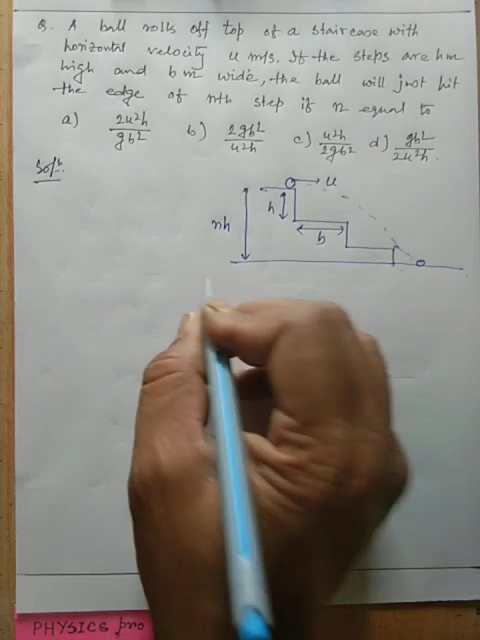 Q. A ball rolls off top of a staircase with
horizontal velocity u m/s. If the steps are hm
high and b m wide, the ball will just hit
the edge of nth step if n equal to
a) 2u²h/gb² b) 2gb²/u²h c) u²h/2gb² d) gb²/2u²h.
Solⁿ.
u
h
nh
b
PHYSICS pro